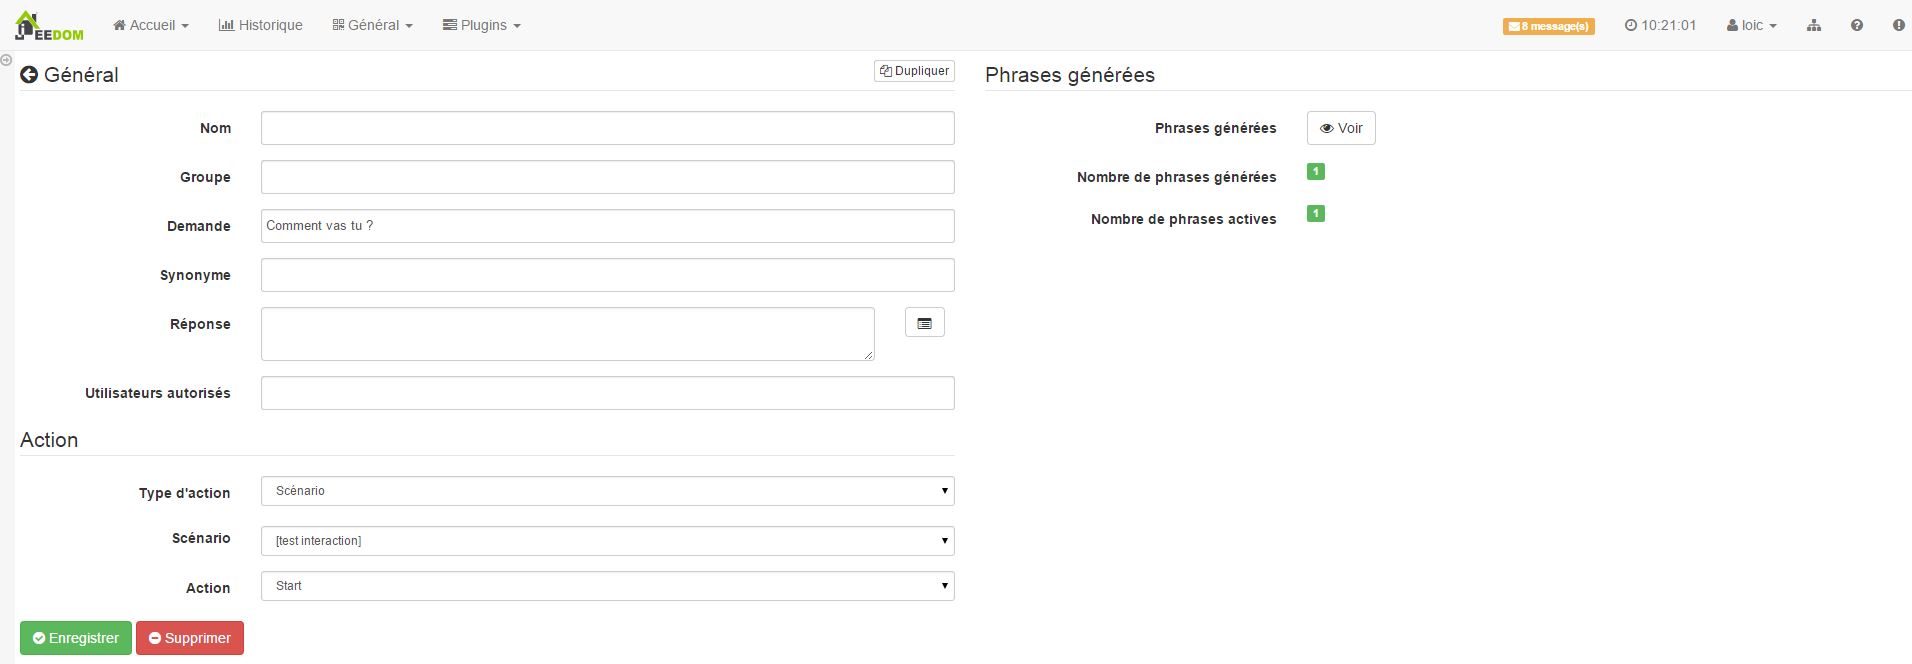 JEEDOM Accueil Historique Général Plugins 8 message(s) 10:21:01 loic
Général Dupliquer
Nom
Groupe
Demande Comment vas tu ?
Synonyme
Réponse
Utilisateurs autorisés
Action
Type d'action Scénario
Scénario [test interaction]
Action Start
Enregistrer Supprimer
Phrases générées
Phrases générées Voir
Nombre de phrases générées 1
Nombre de phrases actives 1